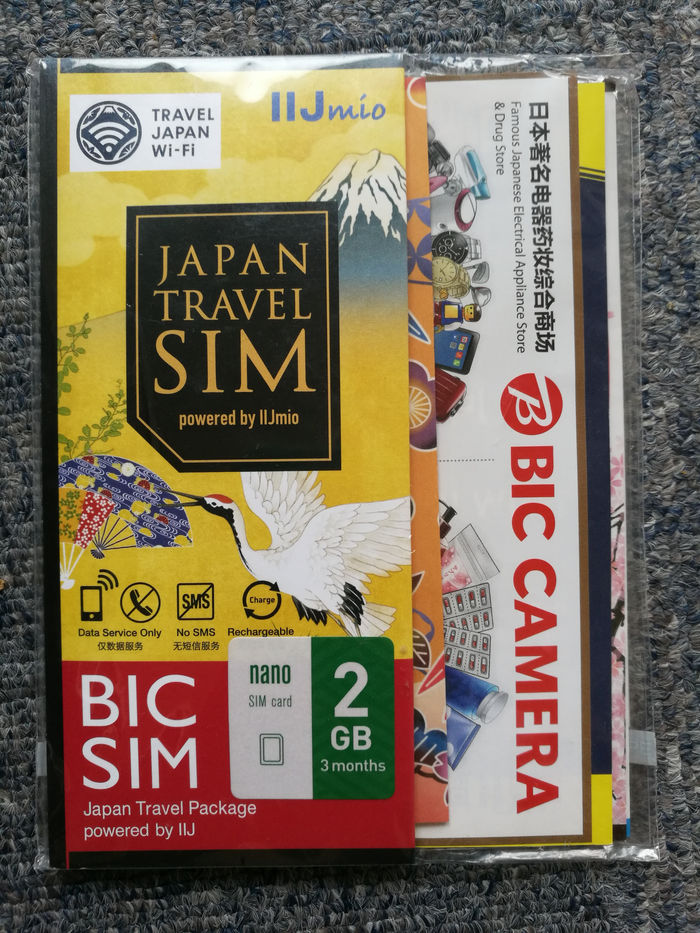 TRAVEL
JAPAN
Wi-Fi
IIJmio
JAPAN
TRAVEL
SIM
powered by IIJmio
Data Service Only
仅数据服务
SMS
No SMS
无短信服务
Charge
Rechargeable
BIC
SIM
Japan Travel Package
powered by IIJ
nano
SIM card
2
GB
3 months
日本著名电器药妆综合商场
Famous Japanese Electrical Appliance Store
& Drug Store
B
BIC CAMERA